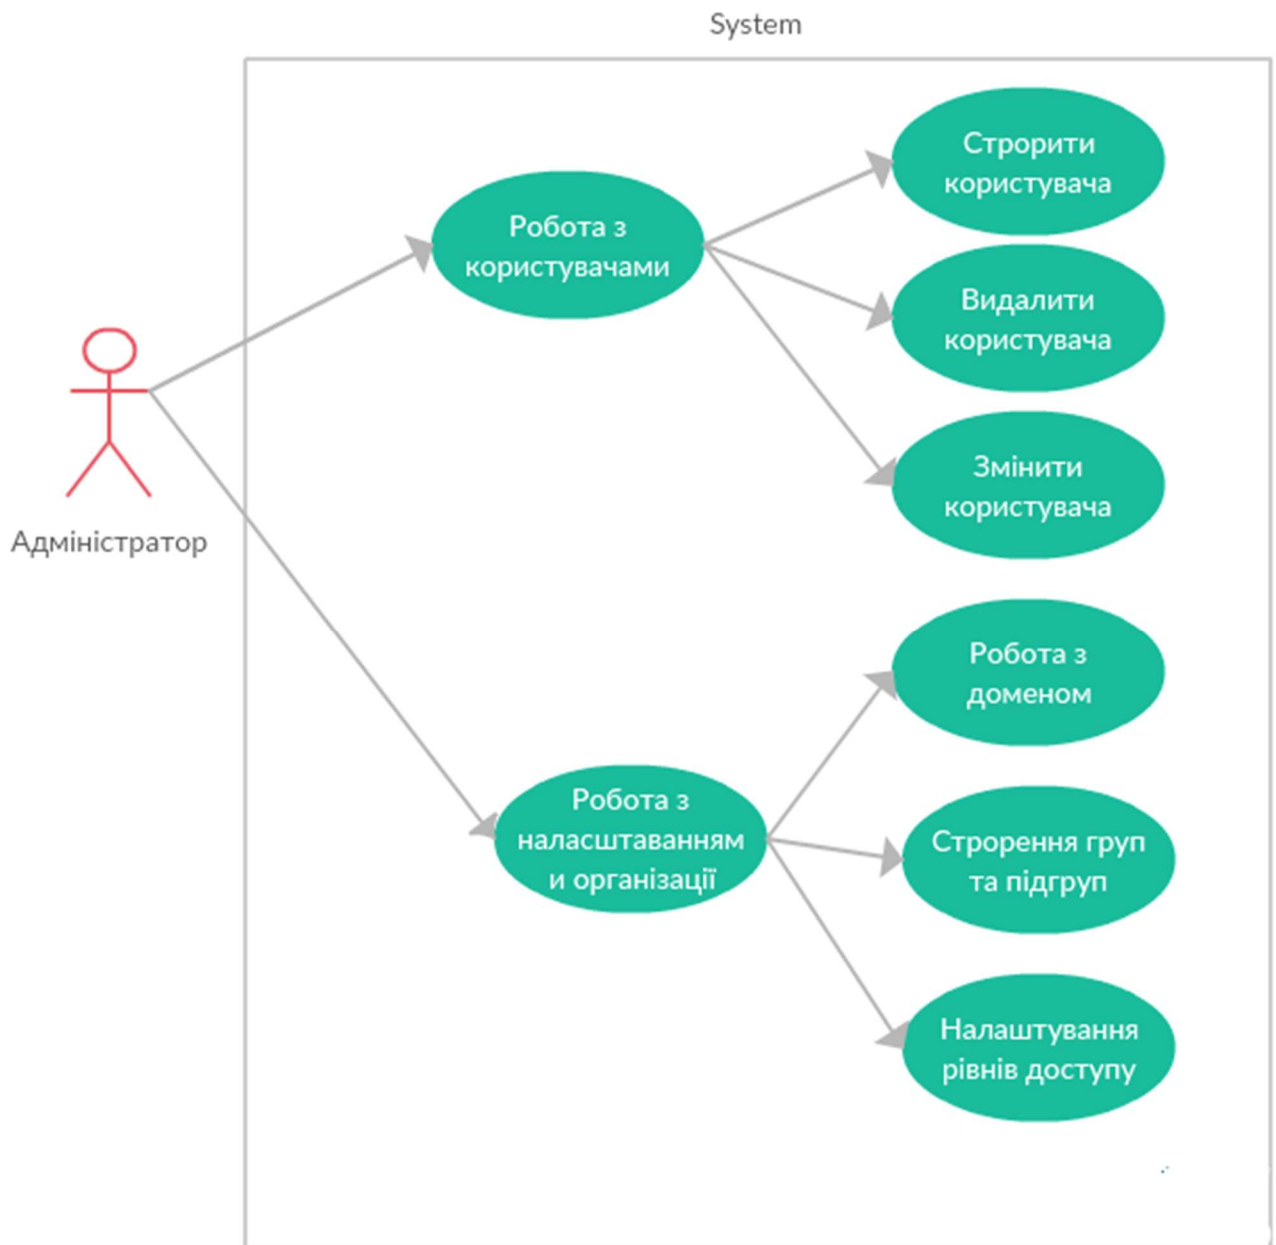 System
Строрити
користувача
Робота з
користувачами
Видалити
користувача
Змінити
користувача
Адміністратор
Робота з
доменом
Робота з
наласштаванням
и організації
Строрення груп
та підгруп
Налаштування
рівнів доступу